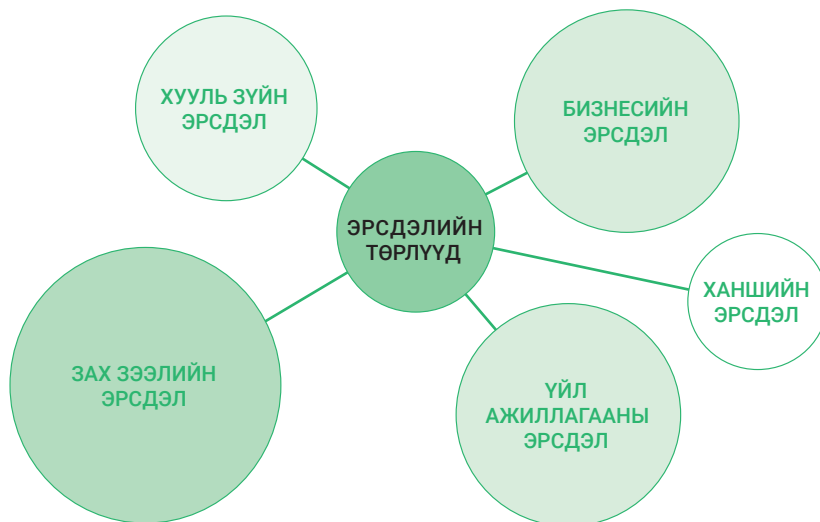 ХУУЛЬ ЗҮЙН
ЭРСДЭЛ
БИЗНЕСИЙН
ЭРСДЭЛ
ЭРСДЭЛИЙН
ТӨРЛҮҮД
ХАНШИЙН
ЭРСДЭЛ
ЗАХ ЗЭЭЛИЙН
ЭРСДЭЛ
ҮЙЛ
АЖИЛЛАГААНЫ
ЭРСДЭЛ